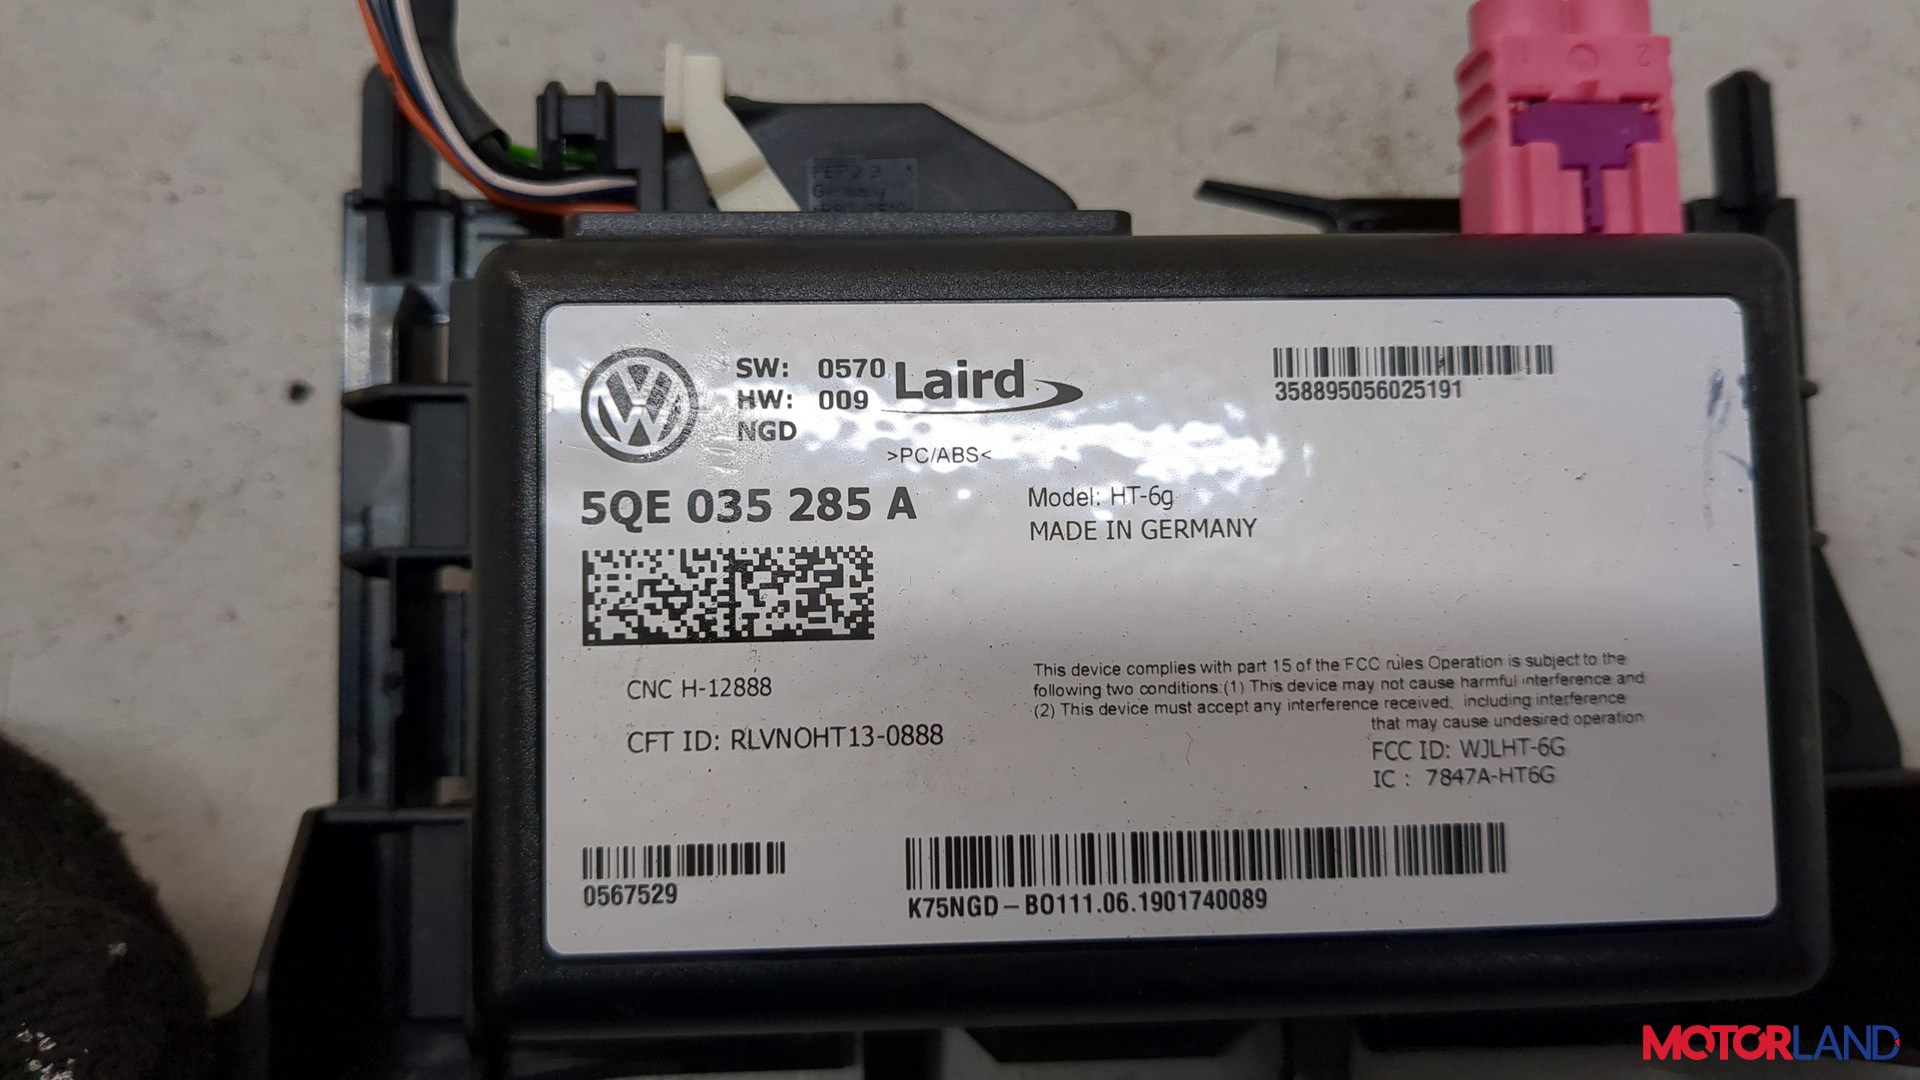 1 2
Germany
SW: 0570
HW: 009
NGD
Laird
>PC/ABS<
358895056025191
5QE 035 285 A
Model: HT-6g
MADE IN GERMANY
CNC H-12888
CFT ID: RLVNOHT13-0888
This device complies with part 15 of the FCC rules Operation is subject to the
following two conditions:(1) This device may not cause harmful interference and
(2) This device must accept any interference received, including interference
that may cause undesired operation
FCC ID: WJLHT-6G
IC : 7847A-HT6G
0567529
K75NGD-BO111.06.1901740089
MOTORLAND